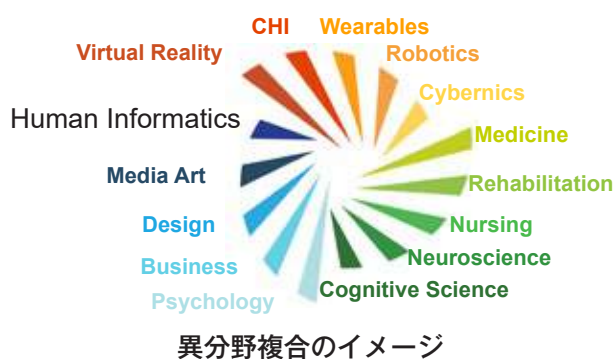 CHI
Wearables
Virtual Reality
Robotics
Cybernics
Human Informatics
Medicine
Media Art
Rehabilitation
Design
Nursing
Business
Neuroscience
Psychology
Cognitive Science
異分野複合のイメージ